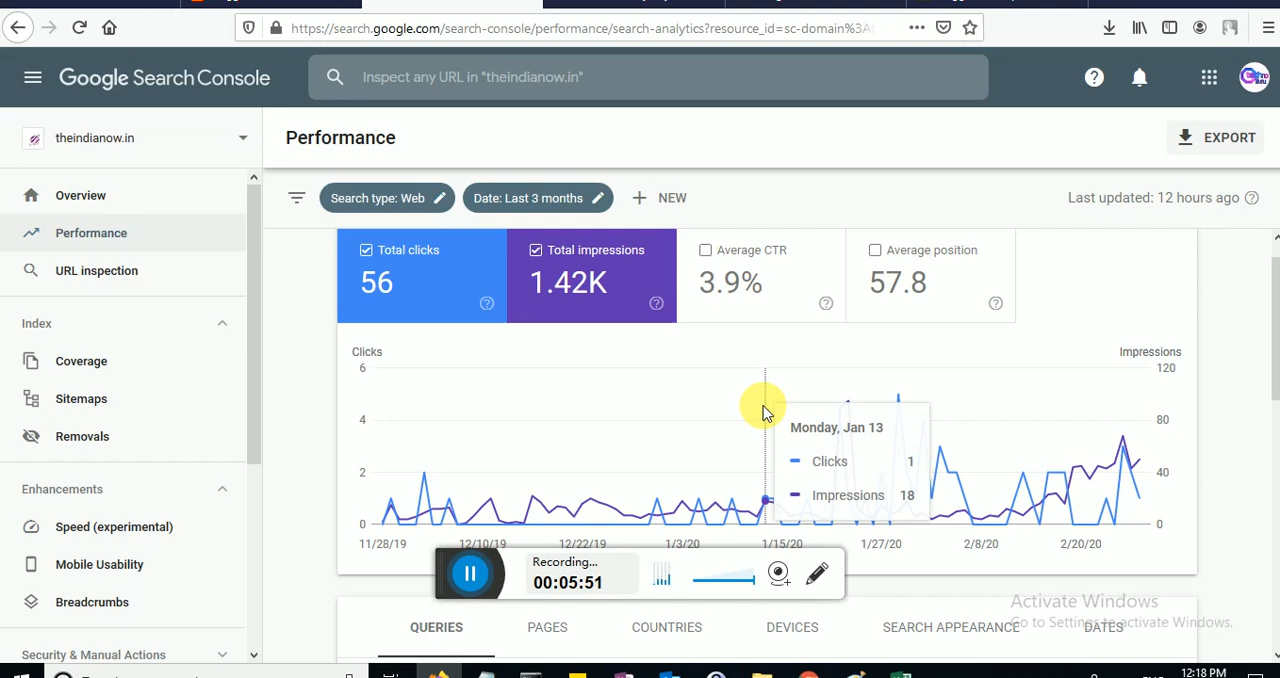 https://search.google.com/search-console/performance/search-analytics?resource_id=sc-domain%3A
Google Search Console
Inspect any URL in "theindianow.in"
theindianow.in
Performance
EXPORT
Overview
Performance
URL inspection
Index
Coverage
Sitemaps
Removals
Enhancements
Speed (experimental)
Mobile Usability
Breadcrumbs
Security & Manual Actions
Search type: Web
Date: Last 3 months
NEW
Last updated: 12 hours ago
Total clicks
56
Total impressions
1.42K
Average CTR
3.9%
Average position
57.8
Clicks
Impressions
6
4
2
0
120
80
40
0
Monday, Jan 13
Clicks 1
Impressions 18
11/28/19 12/10/19 12/22/19 1/3/20 1/15/20 1/27/20 2/8/20 2/20/20
Recording...
00:05:51
Activate Windows
Go to Settings to activate Windows.
QUERIES PAGES COUNTRIES DEVICES SEARCH APPEARANCE DATES
12:18 PM